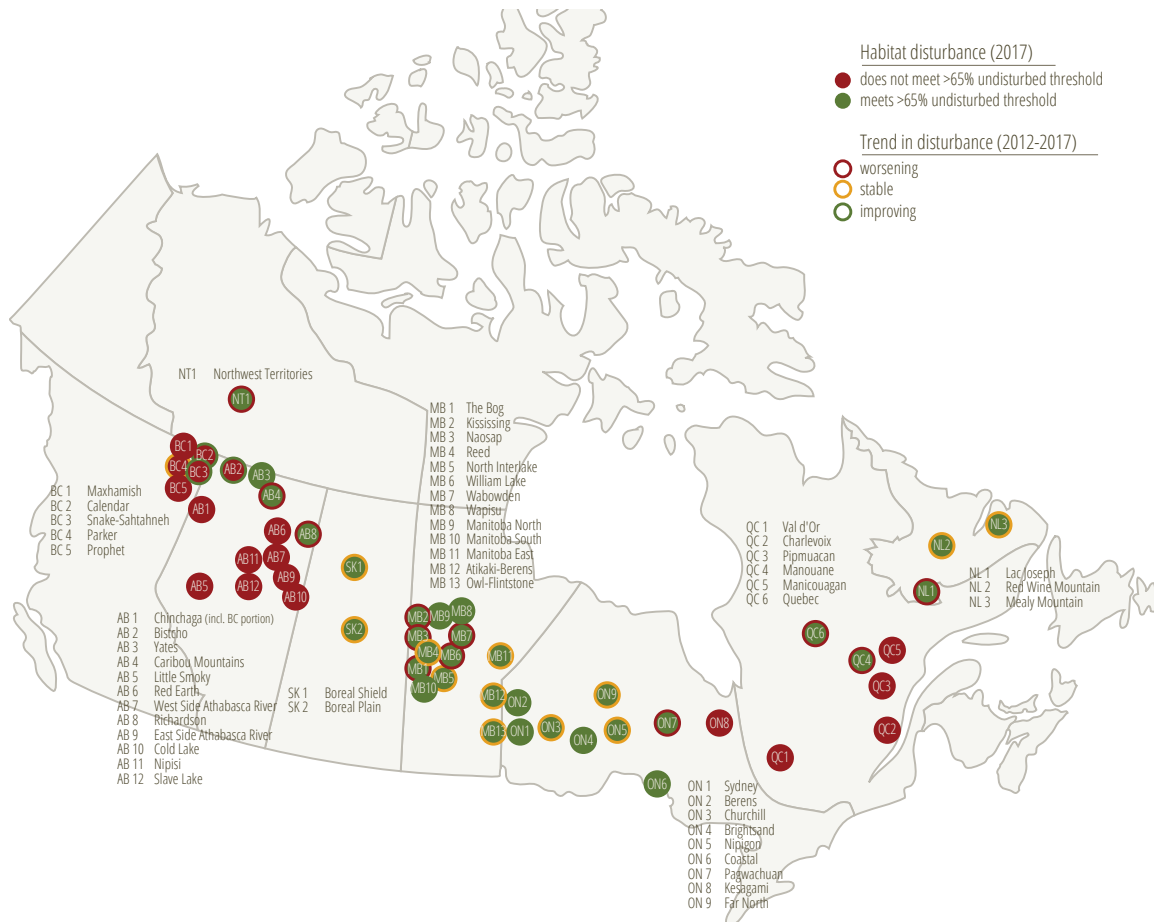 Habitat disturbance (2017)
does not meet >65% undisturbed threshold
meets >65% undisturbed threshold
Trend in disturbance (2012-2017)
worsening
stable
improving
NT1 Northwest Territories
NT1
BC1
BC2
BC4
BC3
BC5
AB2
AB3
AB4
AB1
AB6
AB8
AB11
AB7
AB5
AB12
AB9
AB10
BC 1 Maxhamish
BC 2 Calendar
BC 3 Snake-Sahtahneh
BC 4 Parker
BC 5 Prophet
AB 1 Chinchaga (incl. BC portion)
AB 2 Bistcho
AB 3 Yates
AB 4 Caribou Mountains
AB 5 Little Smoky
AB 6 Red Earth
AB 7 West Side Athabasca River
AB 8 Richardson
AB 9 East Side Athabasca River
AB 10 Cold Lake
AB 11 Nipisi
AB 12 Slave Lake
SK1
SK2
SK 1 Boreal Shield
SK 2 Boreal Plain
MB 1 The Bog
MB 2 Kississing
MB 3 Naosap
MB 4 Reed
MB 5 North Interlake
MB 6 William Lake
MB 7 Wabowden
MB 8 Wapisu
MB 9 Manitoba North
MB 10 Manitoba South
MB 11 Manitoba East
MB 12 Atikaki-Berens
MB 13 Owl-Flintstone
MB2
MB9
MB8
MB3
MB7
MB4
MB6
MB11
MB1
MB5
MB10
MB12
MB13
ON2
ON1
ON3
ON9
ON4
ON5
ON7
ON8
ON6
ON 1 Sydney
ON 2 Berens
ON 3 Churchill
ON 4 Brightsand
ON 5 Nipigon
ON 6 Coastal
ON 7 Pagwachuan
ON 8 Kesagami
ON 9 Far North
QC 1 Val d'Or
QC 2 Charlevoix
QC 3 Pipmuacan
QC 4 Manouane
QC 5 Manicouagan
QC 6 Quebec
QC6
QC5
QC4
QC3
QC2
QC1
NL3
NL2
NL1
NL 1 Lac Joseph
NL 2 Red Wine Mountain
NL 3 Mealy Mountain